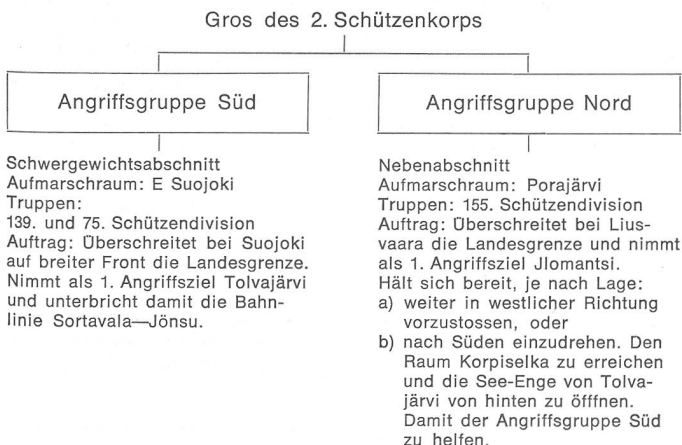 Gros des 2. Schützenkorps
Angriffsgruppe Süd
Schwergewichtsabschnitt
Aufmarschraum: E Suojoki
Truppen:
139. und 75. Schützendivision
Auftrag: Überschreitet bei Suojoki
auf breiter Front die Landesgrenze.
Nimmt als 1. Angriffsziel Tolvajärvi
und unterbricht damit die Bahn-
linie Sortavala—Jönsu.
Angriffsgruppe Nord
Nebenabschnitt
Aufmarschraum: Porajärvi
Truppen: 155. Schützendivision
Auftrag: Überschreitet bei Lius-
vaara die Landesgrenze und nimmt
als 1. Angriffsziel Jlomantsi.
Hält sich bereit, je nach Lage:
a) weiter in westlicher Richtung
vorzustossen, oder
b) nach Süden einzudrehen. Den
Raum Korpiselka zu erreichen
und die See-Enge von Tolva-
järvi von hinten zu öfffnen.
Damit der Angriffsgruppe Süd
zu helfen.